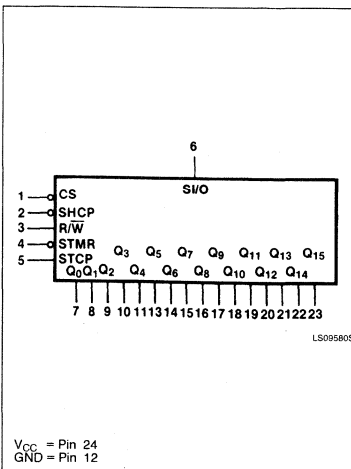 6
SI/O
1 CS
2 SHCP
3 R/W̅
4 STMR
5 STCP
Q3 Q5 Q7 Q9 Q11 Q13 Q15
Q0 Q1 Q2 Q4 Q6 Q8 Q10 Q12 Q14
7 8 9 10 11 13 14 15 16 17 18 19 20 21 22 23
LS09580S
VCC = Pin 24
GND = Pin 12